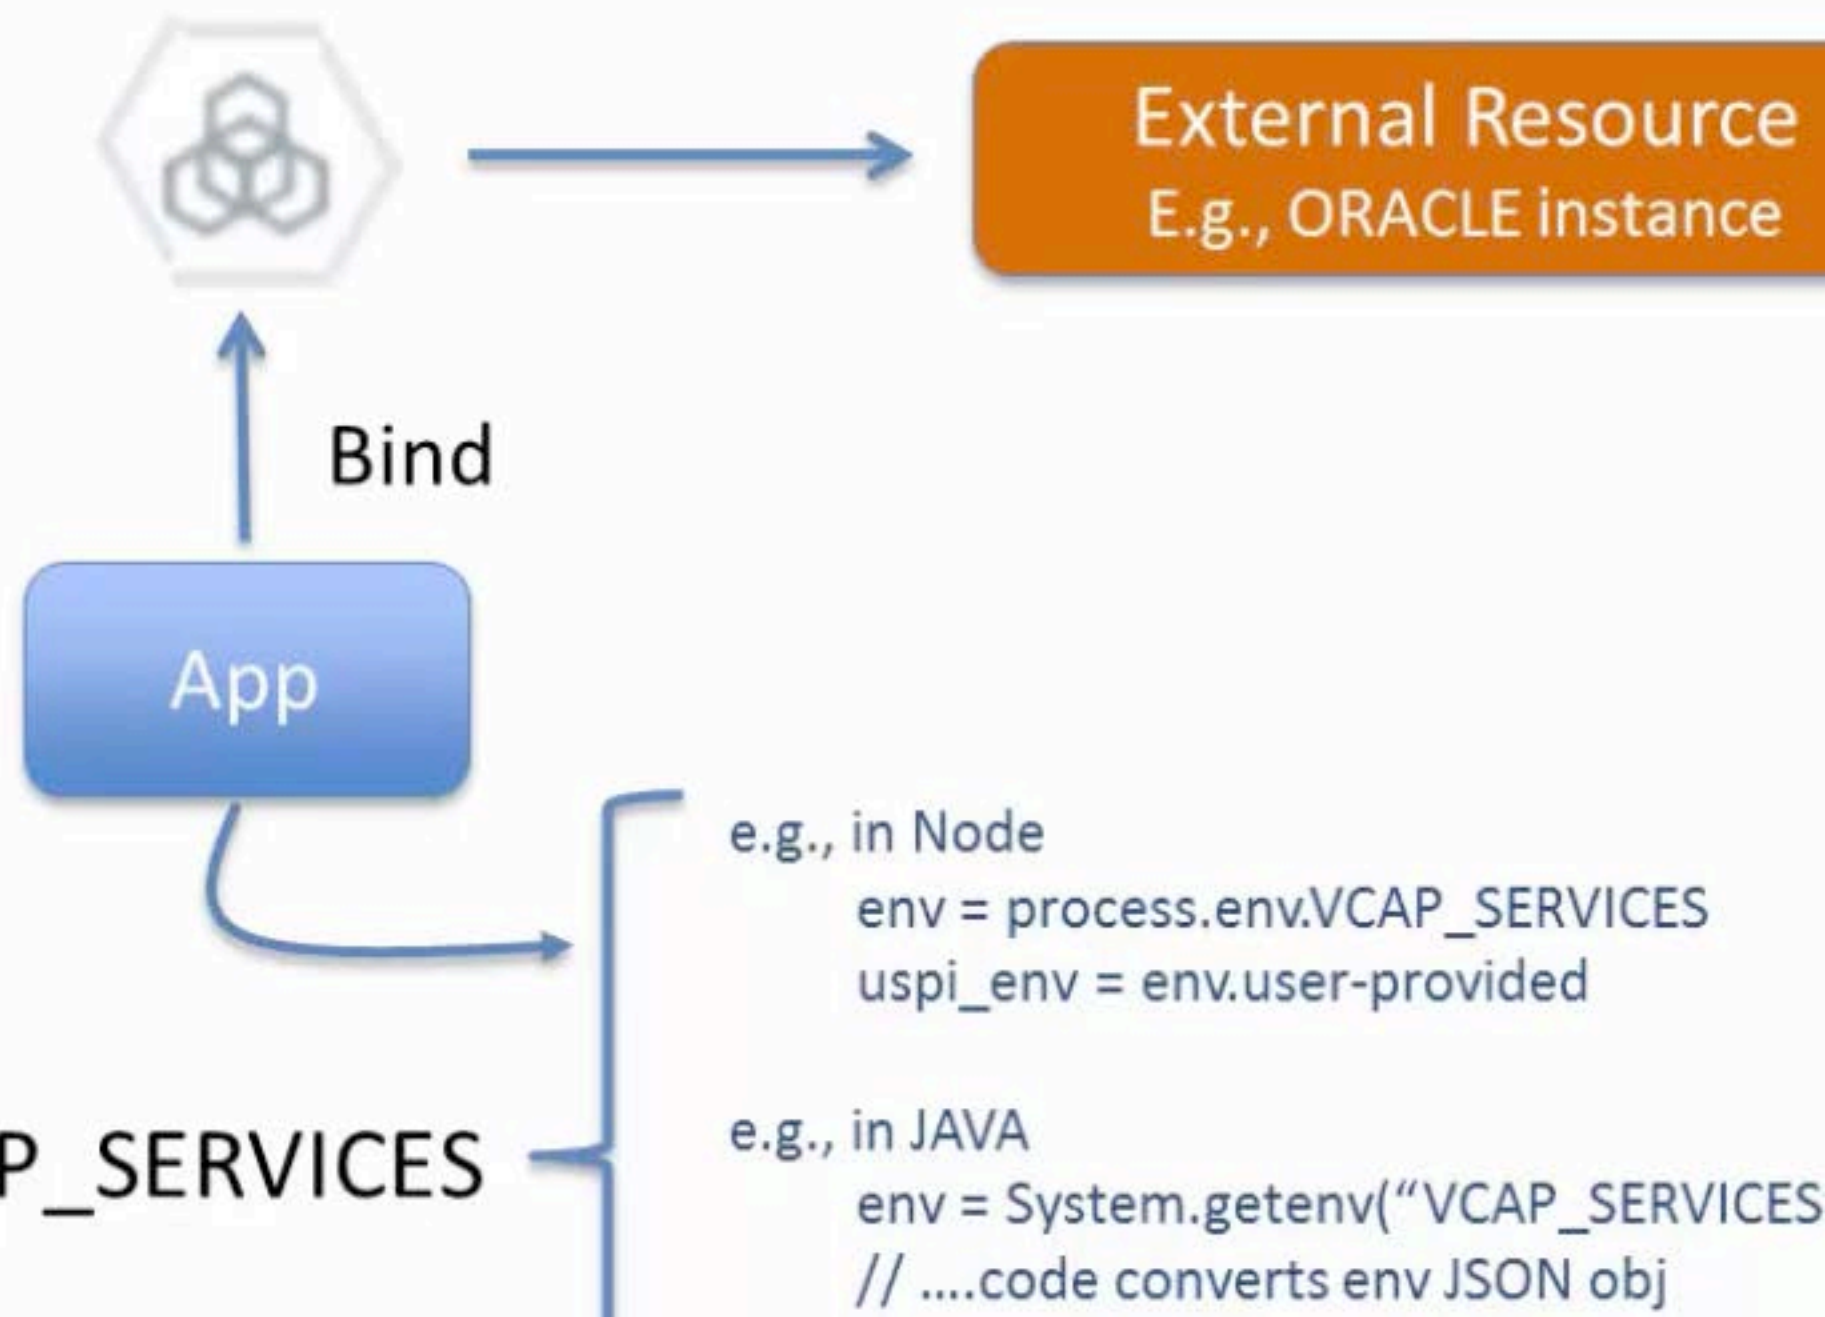 External Resource
E.g., ORACLE instance
Bind
App
e.g., in Node
env = process.env.VCAP_SERVICES
uspi_env = env.user-provided
P_SERVICES
e.g., in JAVA
env = System.getenv(“VCAP_SERVICES
// ....code converts env JSON obj